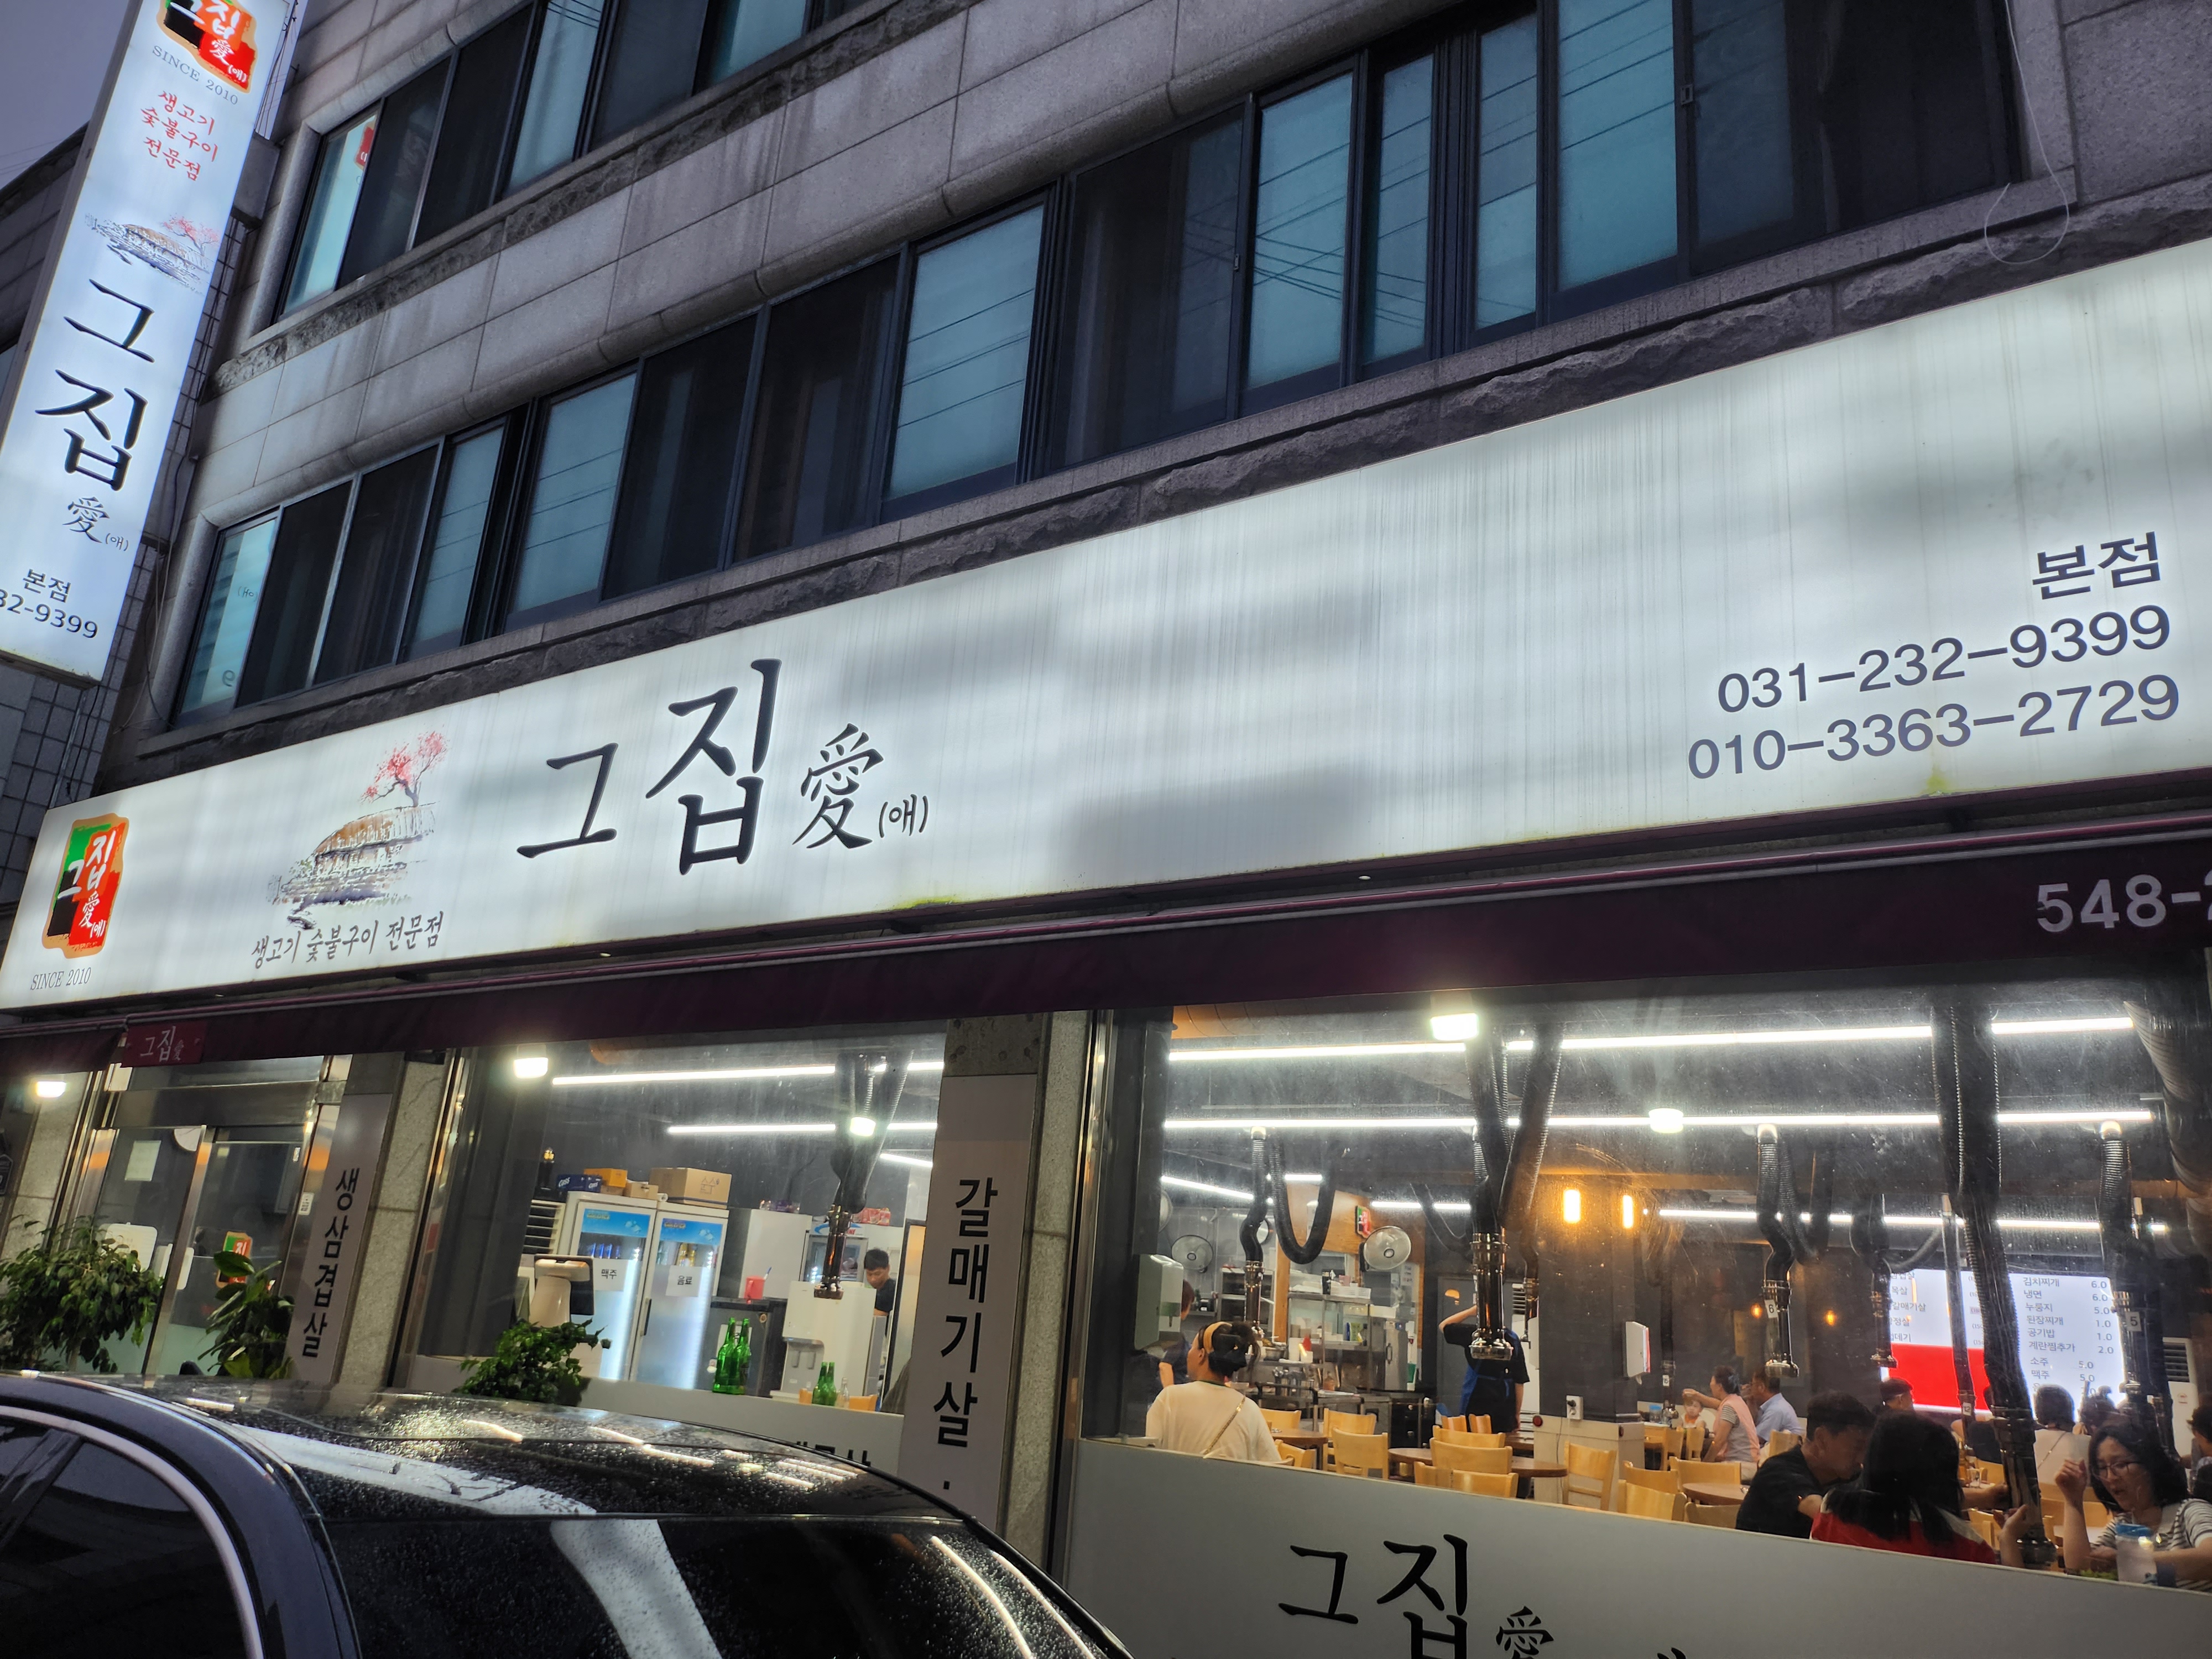 그집
愛(애)
SINCE 2010
생고기
숯불구이
전문점
그집
愛(애)
본점
32-9399
그집
愛(애)
SINCE 2010
생고기 숯불구이 전문점
그집愛(애)
본점
031-232-9399
010-3363-2729
548-
그집愛
생삼겹살
갈매기살
맥주
음료
김치찌개 6.0
냉면 6.0
누룽지 5.0
된장찌개 1.0
공기밥 1.0
계란찜추가 2.0
소주 5.0
맥주 5.0
그집愛